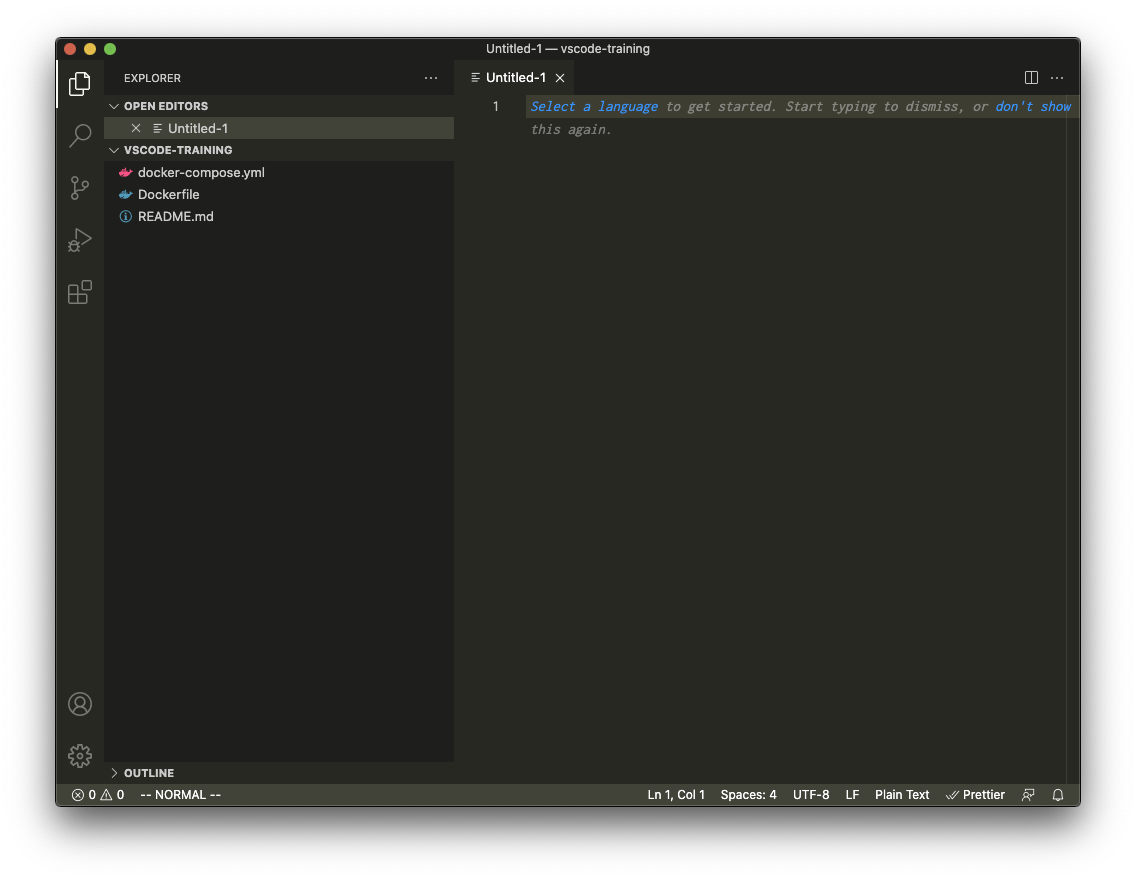 Untitled-1 — vscode-training
EXPLORER
Untitled-1
OPEN EDITORS
Untitled-1
VSCODE-TRAINING
docker-compose.yml
Dockerfile
README.md
1
Select a language to get started. Start typing to dismiss, or don't show
this again.
OUTLINE
0 0 -- NORMAL -- Ln 1, Col 1 Spaces: 4 UTF-8 LF Plain Text Prettier